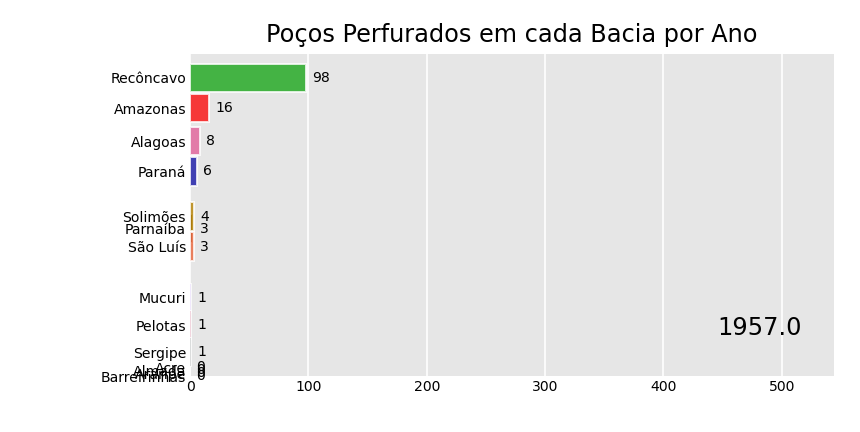 Poços Perfurados em cada Bacia por Ano
Recôncavo 98
Amazonas 16
Alagoas 8
Paraná 6
Solimões 4
Parnaíba 3
São Luís 3
Mucuri 1
Pelotas 1
1957.0
Sergipe 1
Acre 0
Barreirinhas 0
0 100 200 300 400 500